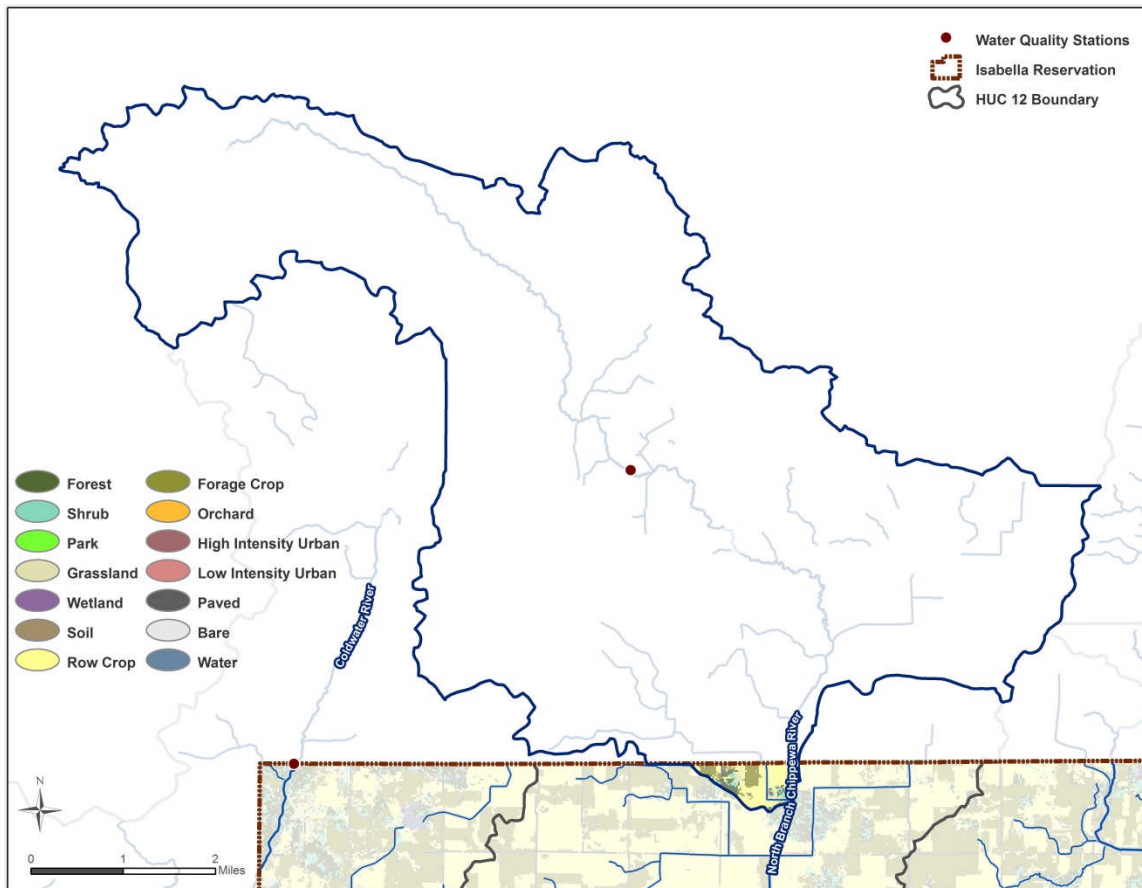 Water Quality Stations
Isabella Reservation
HUC 12 Boundary
Forest
Shrub
Park
Grassland
Wetland
Soil
Row Crop
Forage Crop
Orchard
High Intensity Urban
Low Intensity Urban
Paved
Bare
Water
Coldwater River
North Branch Chippewa River
N
0 1 2
Miles